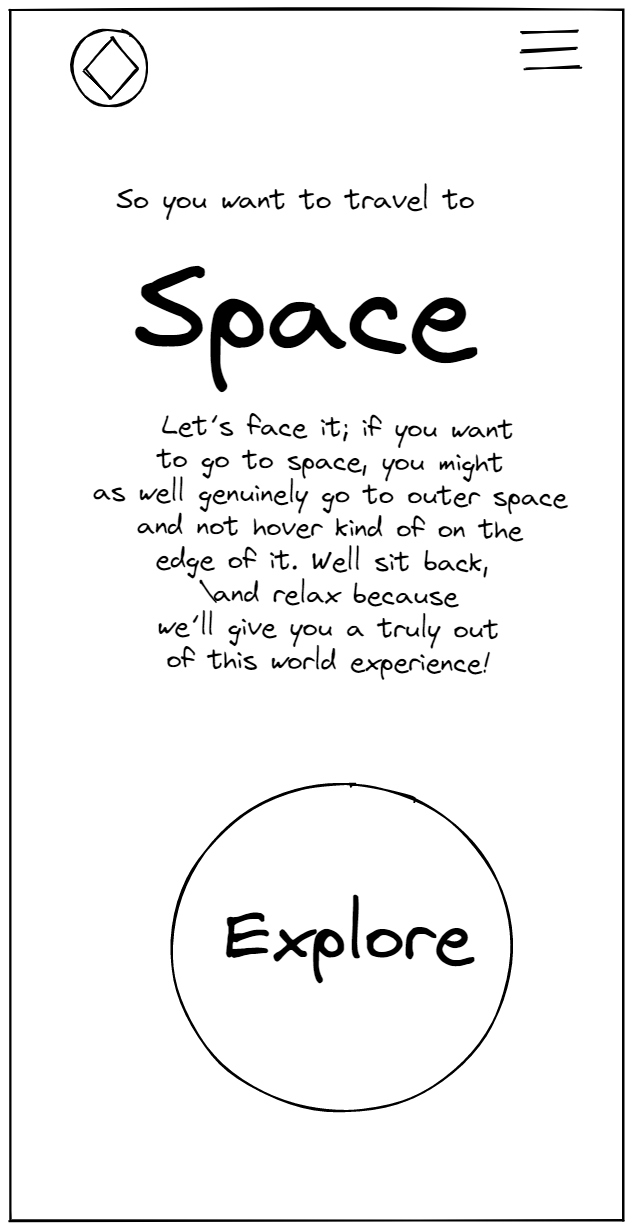 So you want to travel to
Space
Let's face it; if you want
to go to space, you might
as well genuinely go to outer space
and not hover kind of on the
edge of it. Well sit back,
\and relax because
we'll give you a truly out
of this world experience!
Explore